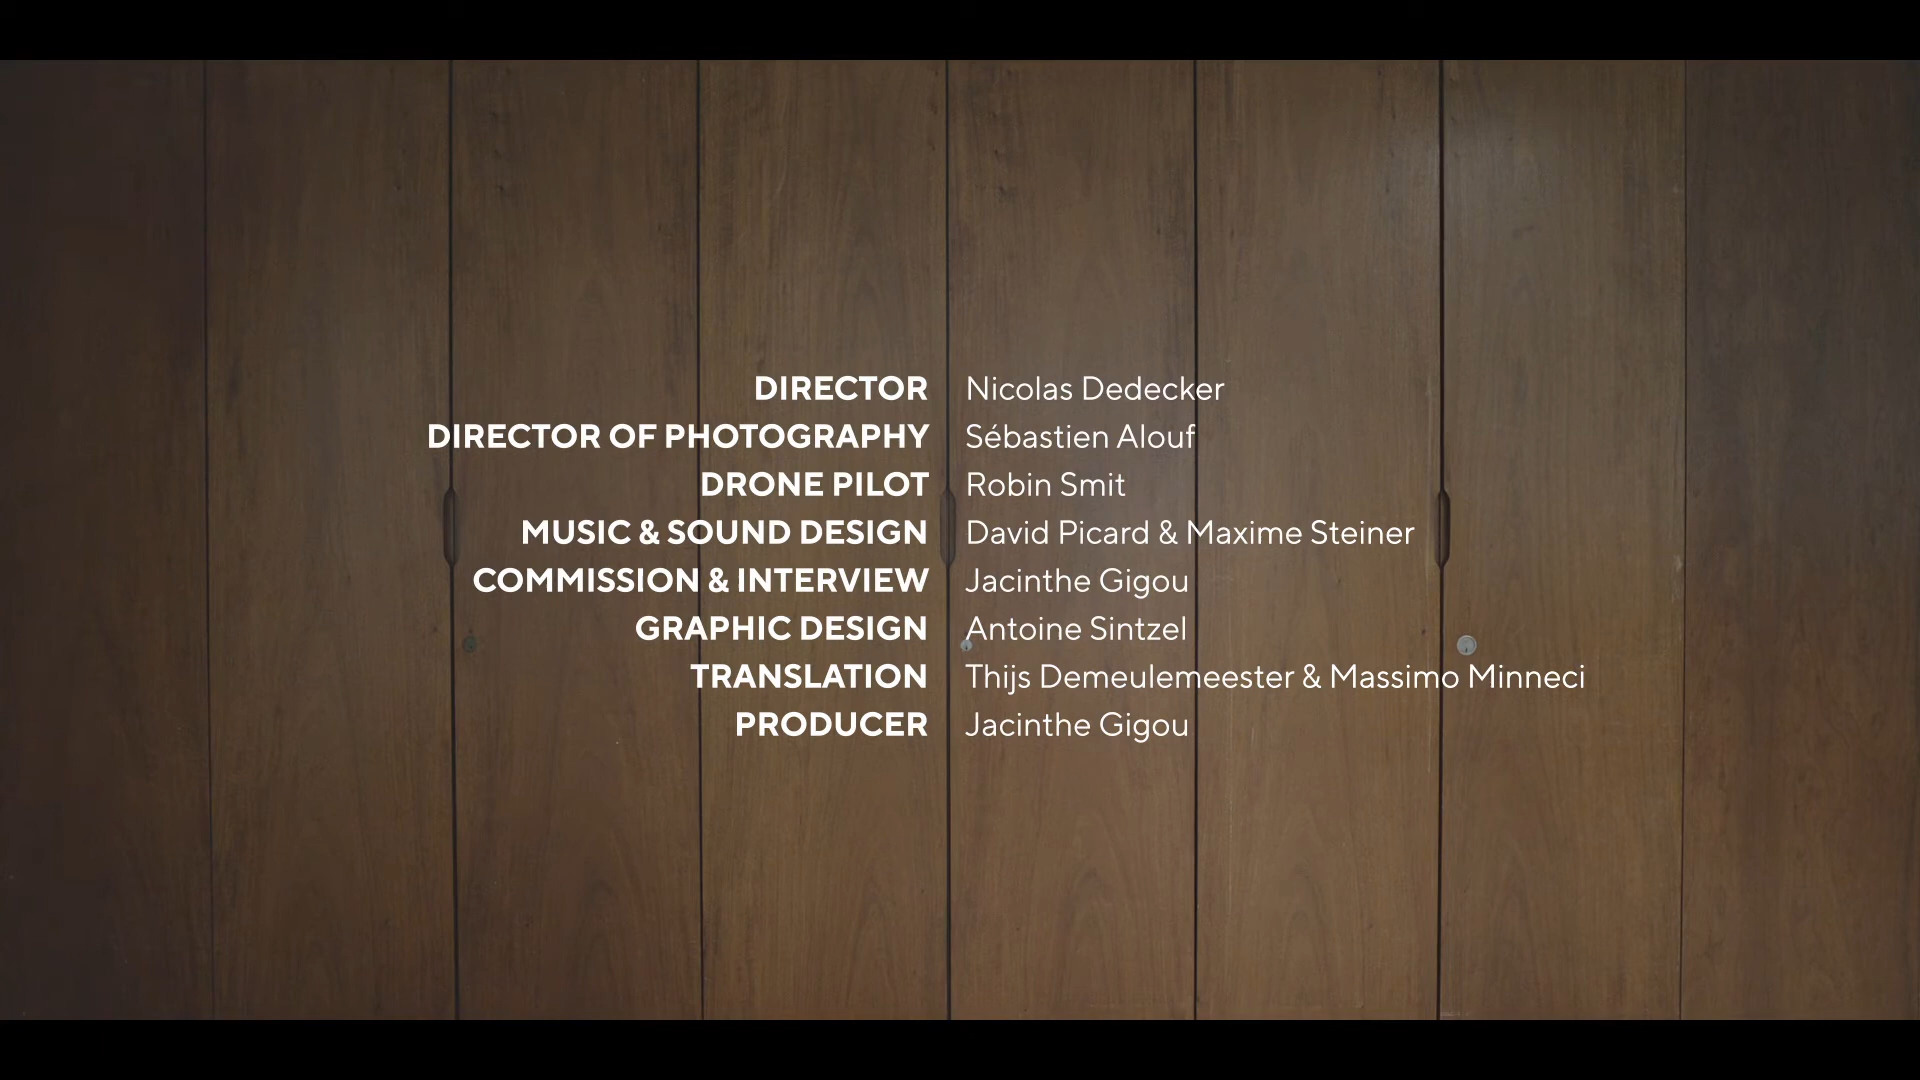 DIRECTOR Nicolas Dedecker
DIRECTOR OF PHOTOGRAPHY Sébastien Alouf
DRONE PILOT Robin Smit
MUSIC & SOUND DESIGN David Picard & Maxime Steiner
COMMISSION & INTERVIEW Jacinthe Gigou
GRAPHIC DESIGN Antoine Sintzel
TRANSLATION Thijs Demeulemeester & Massimo Minneci
PRODUCER Jacinthe Gigou